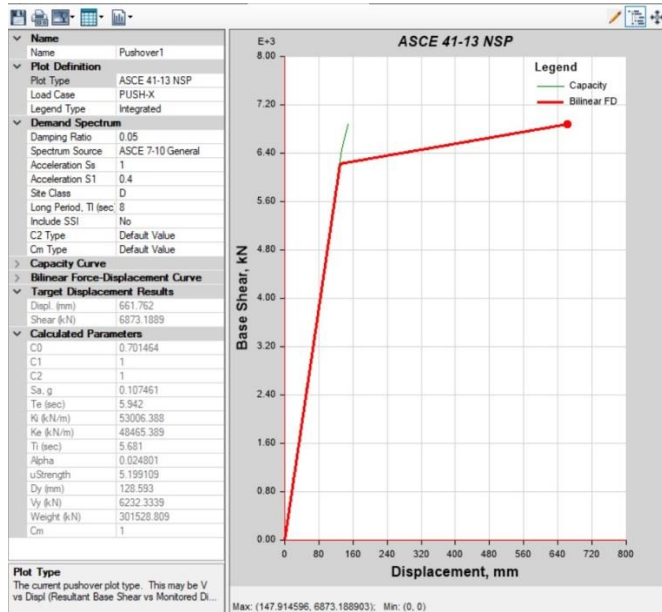 Name
Name Pushover1
Plot Definition
Plot Type ASCE 41-13 NSP
Load Case PUSH-X
Legend Type Integrated
Demand Spectrum
Damping Ratio 0.05
Spectrum Source ASCE 7-10 General
Acceleration Ss 1
Acceleration S1 0.4
Site Class D
Long Period, Tl (sec 8
Include SSI No
C2 Type Default Value
Cm Type Default Value
Capacity Curve
Bilinear Force-Displacement Curve
Target Displacement Results
Displ. (mm) 661.762
Shear (kN) 6873.1889
Calculated Parameters
C0 0.701464
C1 1
C2 1
Sa, g 0.107461
Te (sec) 5.942
Ki (kN/m) 53006.388
Ke (kN/m) 48465.389
Ti (sec) 5.681
Alpha 0.024801
uStrength 5.199109
Dy (mm) 128.593
Vy (kN) 6232.3339
Weight (kN) 301528.809
Cm 1
Plot Type
The current pushover plot type. This may be V
vs Displ (Resultant Base Shear vs Monitored Di...
ASCE 41-13 NSP
E+3
Legend
Capacity
Bilinear FD
Base Shear, kN
8.00
7.20
6.40
5.60
4.80
4.00
3.20
2.40
1.60
0.80
0.00
0 80 160 240 320 400 480 560 640 720 800
Displacement, mm
Max: (147.914596, 6873.188903); Min: (0, 0)